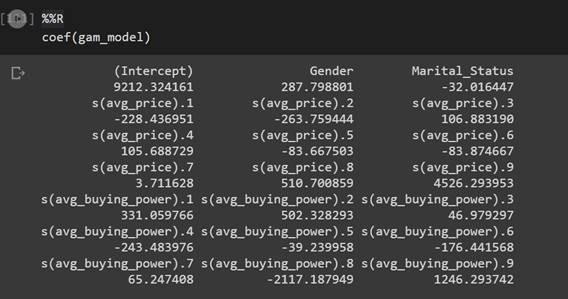 %%R
coef(gam_model)
(Intercept) Gender Marital_Status
9212.324161 287.798801 -32.016447
s(avg_price).1 s(avg_price).2 s(avg_price).3
-228.436951 -263.759444 106.883190
s(avg_price).4 s(avg_price).5 s(avg_price).6
105.688729 -83.667503 -83.874667
s(avg_price).7 s(avg_price).8 s(avg_price).9
3.711628 510.700859 4526.293953
s(avg_buying_power).1 s(avg_buying_power).2 s(avg_buying_power).3
331.059766 502.328293 46.979297
s(avg_buying_power).4 s(avg_buying_power).5 s(avg_buying_power).6
-243.483976 -39.239958 -176.441568
s(avg_buying_power).7 s(avg_buying_power).8 s(avg_buying_power).9
65.247408 -2117.187949 1246.293742